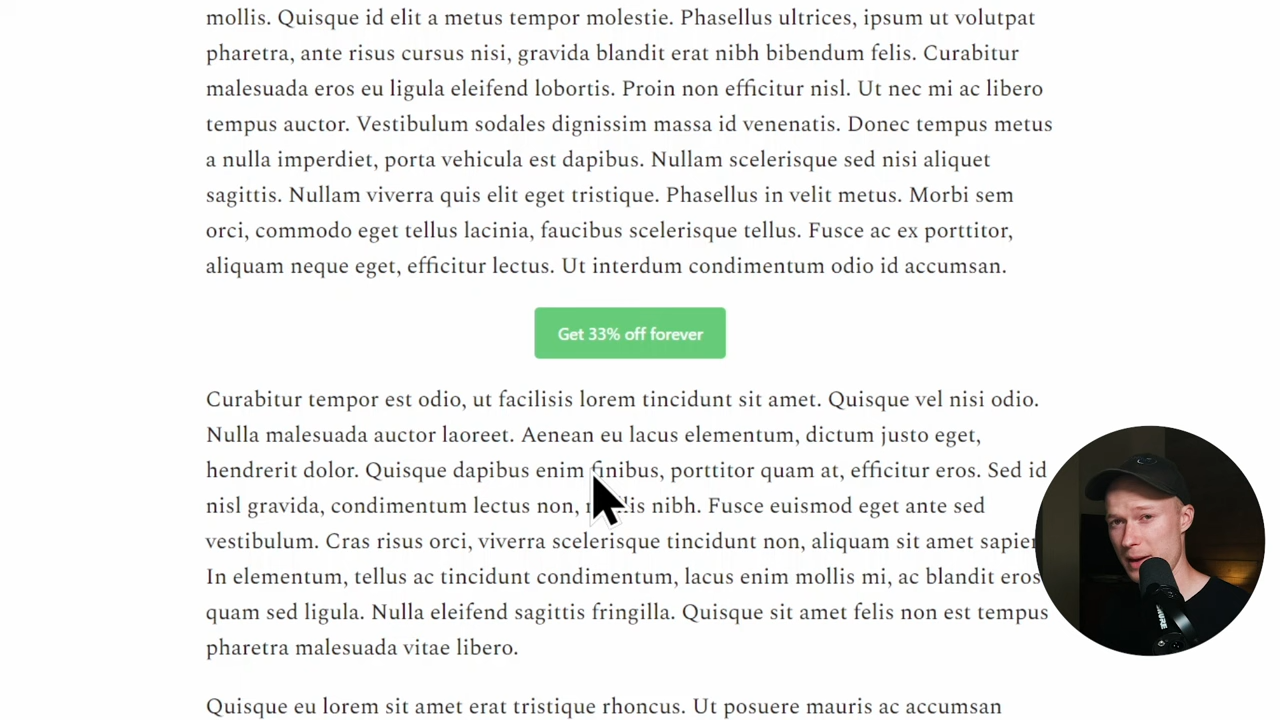 mollis. Quisque id elit a metus tempor molestie. Phasellus ultrices, ipsum ut volutpat
pharetra, ante risus cursus nisi, gravida blandit erat nibh bibendum felis. Curabitur
malesuada eros eu ligula eleifend lobortis. Proin non efficitur nisl. Ut nec mi ac libero
tempus auctor. Vestibulum sodales dignissim massa id venenatis. Donec tempus metus
a nulla imperdiet, porta vehicula est dapibus. Nullam scelerisque sed nisi aliquet
sagittis. Nullam viverra quis elit eget tristique. Phasellus in velit metus. Morbi sem
orci, commodo eget tellus lacinia, faucibus scelerisque tellus. Fusce ac ex porttitor,
aliquam neque eget, efficitur lectus. Ut interdum condimentum odio id accumsan.
Get 33% off forever
Curabitur tempor est odio, ut facilisis lorem tincidunt sit amet. Quisque vel nisi odio.
Nulla malesuada auctor laoreet. Aenean eu lacus elementum, dictum justo eget,
hendrerit dolor. Quisque dapibus enim finibus, porttitor quam at, efficitur eros. Sed id
nisl gravida, condimentum lectus non, nibh. Fusce euismod eget ante sed
vestibulum. Cras risus orci, viverra scelerisque tincidunt non, aliquam sit amet
In elementum, tellus ac tincidunt condimentum, lacus enim mollis mi, ac blandit eros
quam sed ligula. Nulla eleifend sagittis fringilla. Quisque sit amet felis non est tempus
pharetra malesuada vitae libero.
Quisque eu lorem sit amet erat tristique rhoncus. Ut posuere mauris ac accumsan